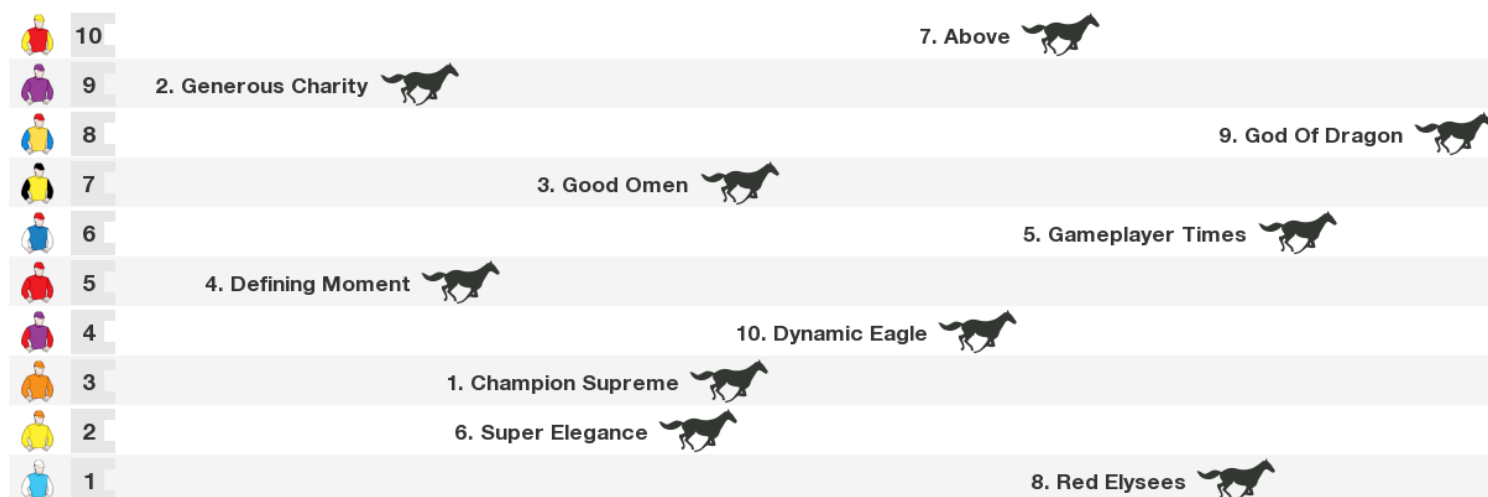 10 7. Above
9 2. Generous Charity
8 9. God Of Dragon
7 3. Good Omen
6 5. Gameplayer Times
5 4. Defining Moment
4 10. Dynamic Eagle
3 1. Champion Supreme
2 6. Super Elegance
1 8. Red Elysees